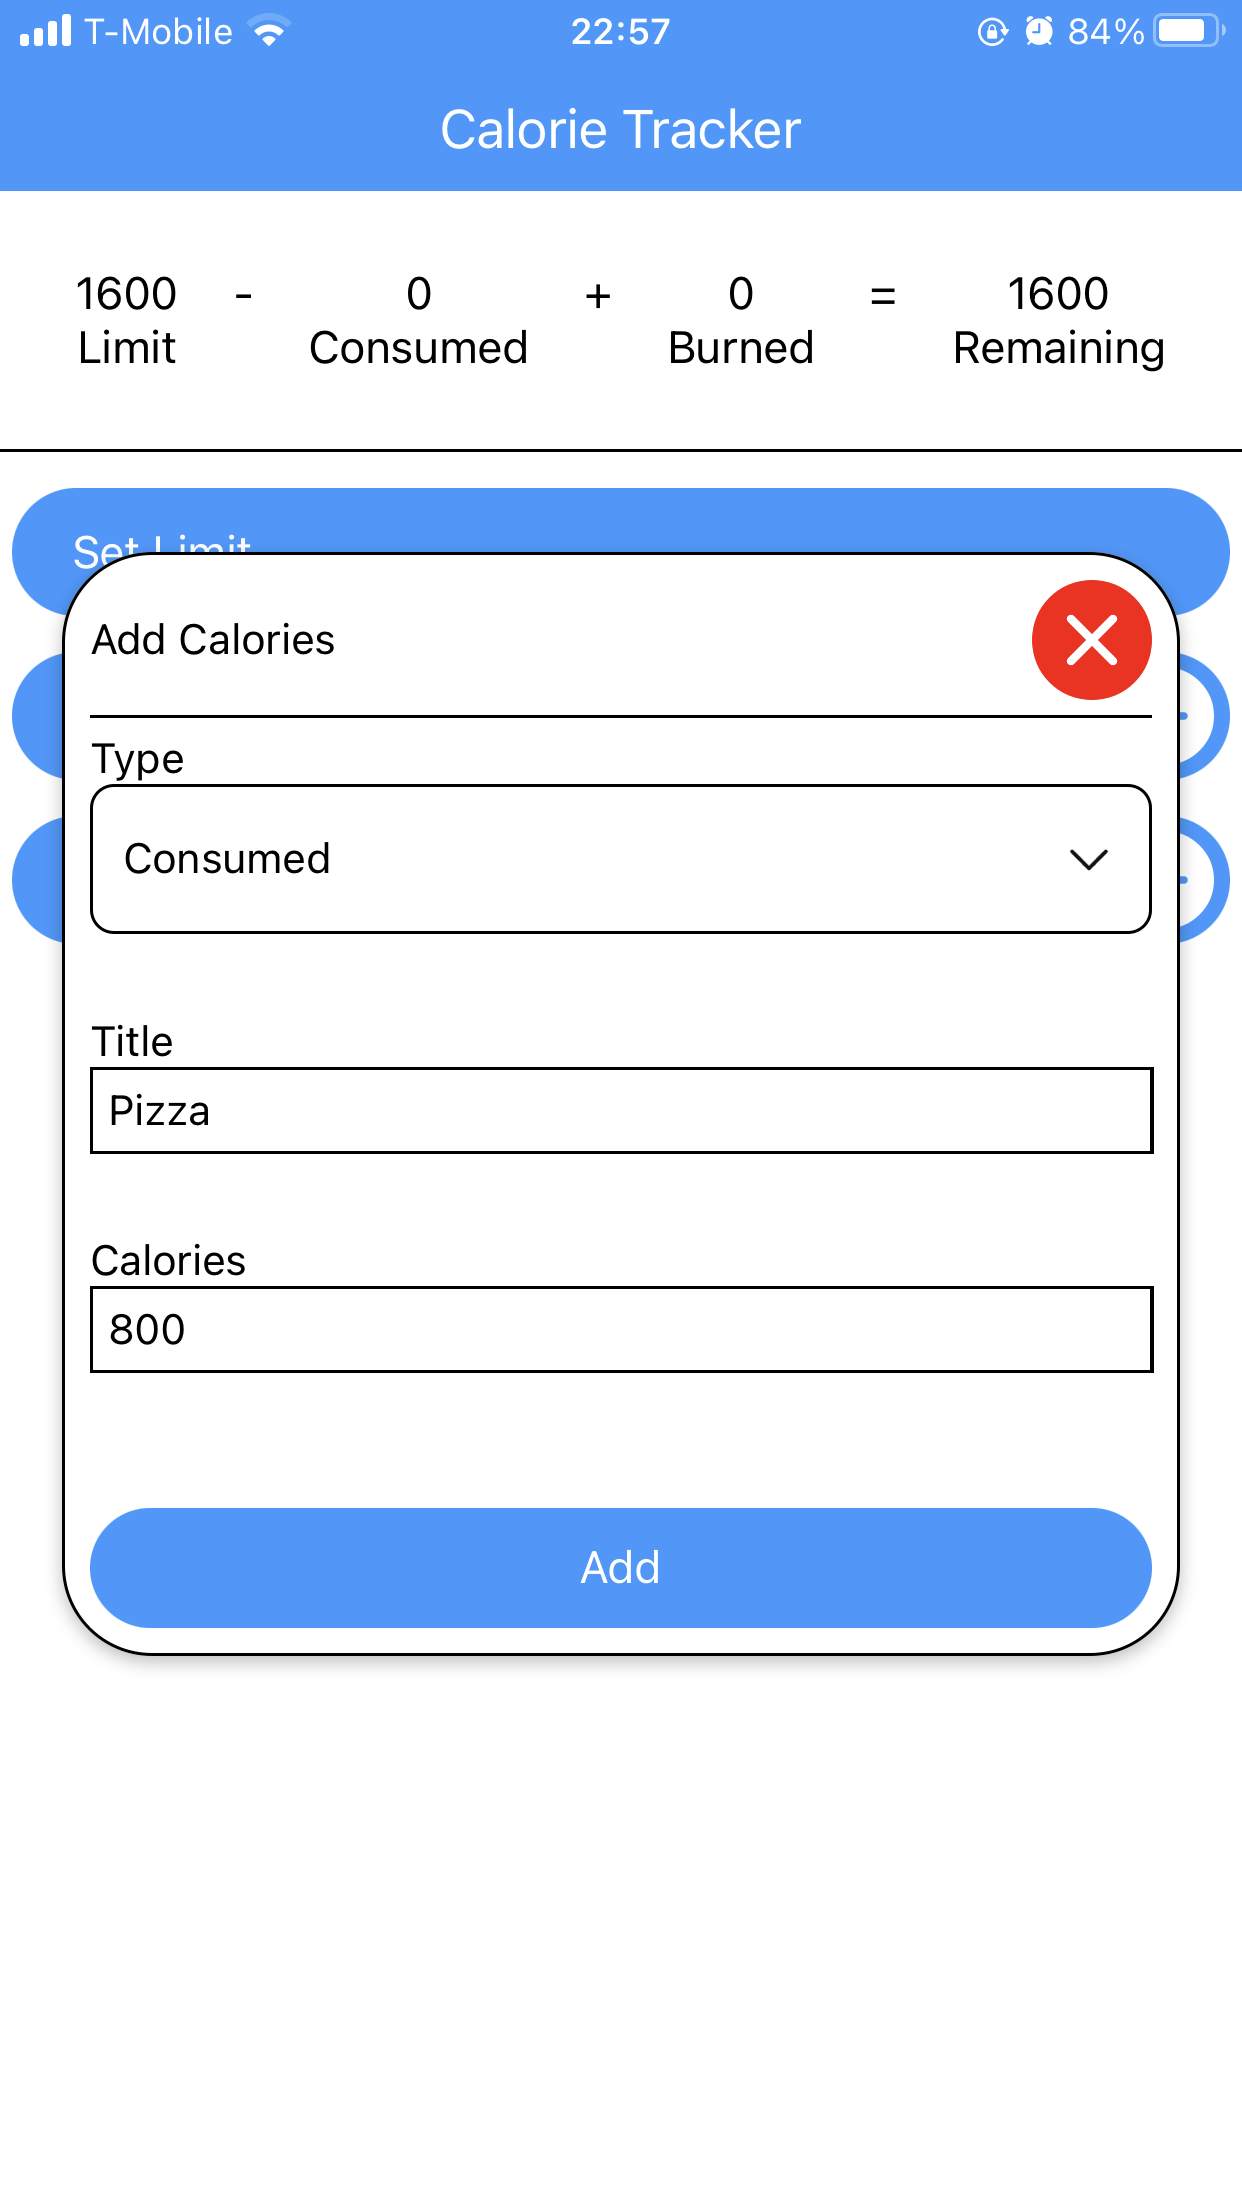 T-Mobile 22:57 84%
Calorie Tracker
1600 - 0 + 0 = 1600
Limit Consumed Burned Remaining
Set Limit
Add Calories
Type
Consumed
Title
Pizza
Calories
800
Add